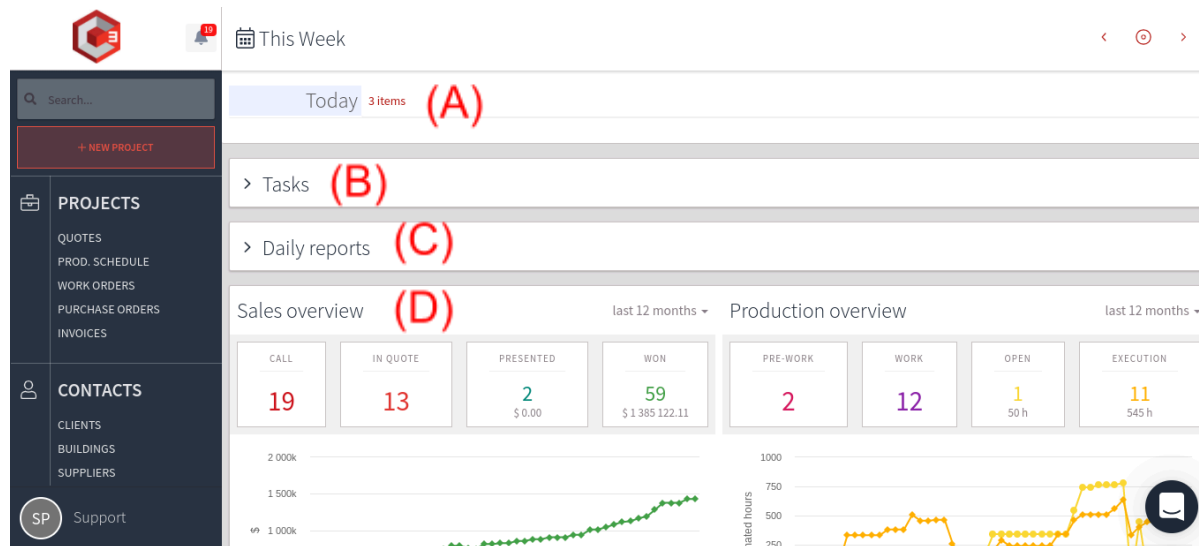 3
19
This Week
Search...
+ NEW PROJECT
Today 3 items (A)
PROJECTS
QUOTES
PROD. SCHEDULE
WORK ORDERS
PURCHASE ORDERS
INVOICES
CONTACTS
CLIENTS
BUILDINGS
SUPPLIERS
SP Support
Tasks (B)
Daily reports (C)
Sales overview (D) last 12 months
CALL IN QUOTE PRESENTED WON
19 13 2 59
$ 0.00 $ 1 385 122.11
2 000k
1 500k
1 000k
$
Production overview last 12 months
PRE-WORK WORK OPEN EXECUTION
2 12 1 11
50 h 545 h
1000
750
500
250
hours